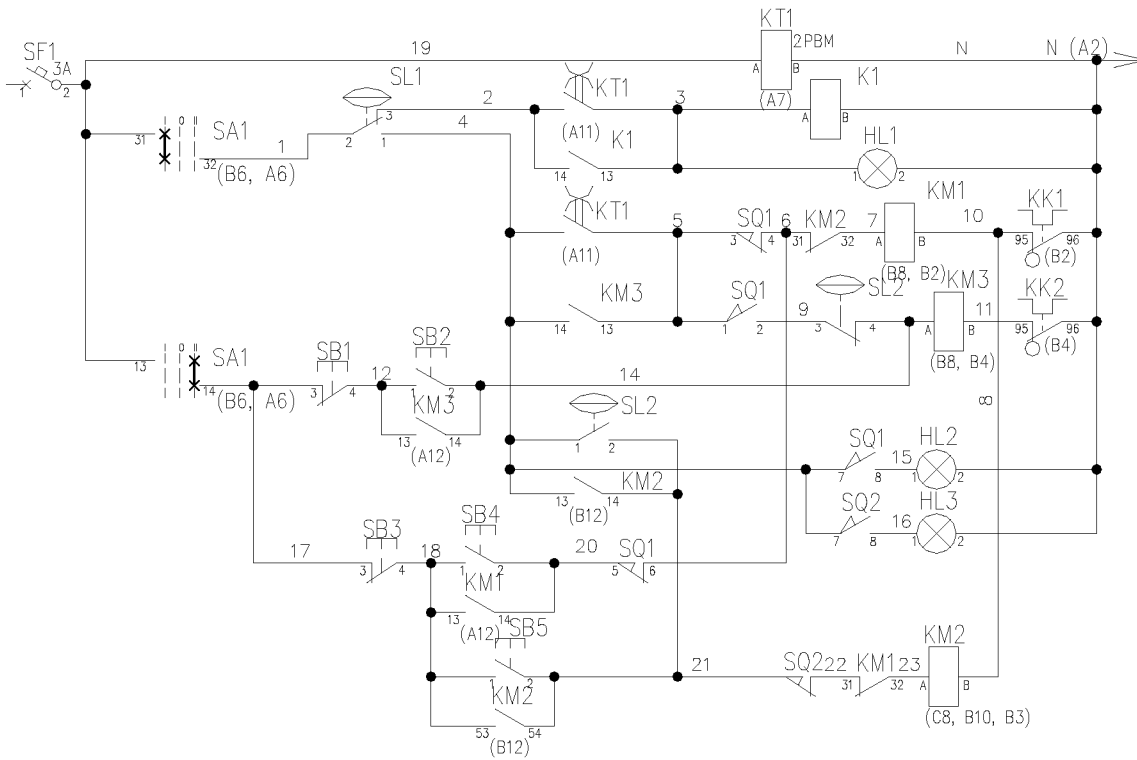 KT1
SF1
3A
1
2
19
2PBM
N
N (A2)
A
B
(A7)
K1
SL1
2
KT1
3
A
B
3
4
(A11)
2
1
0
II
31
SA1
32
1
(B6, A6)
K1
14
13
HL1
1
2
KT1
5
SQ1
6
KM2
7
KM1
10
KK1
3
4
31
32
A
B
95
96
(A11)
(B8, B2)
(B2)
KM3
SQ1
9
SL2
KM3
11
KK2
14
13
1
2
3
4
A
B
95
96
(B8, B4)
(B4)
0
II
13
SA1
14
(B6, A6)
SB1
3
4
12
SB2
1
2
14
KM3
13
14
(A12)
SL2
1
2
8
KM2
13
14
(B12)
SQ1
15
HL2
7
8
1
2
SQ2
16
HL3
7
8
1
2
17
SB3
3
4
18
SB4
1
2
20
SQ1
5
6
KM1
13
14
(A12)
SB5
1
2
21
SQ2
22
KM1
23
KM2
31
32
A
B
KM2
53
54
(B12)
(C8, B10, B3)